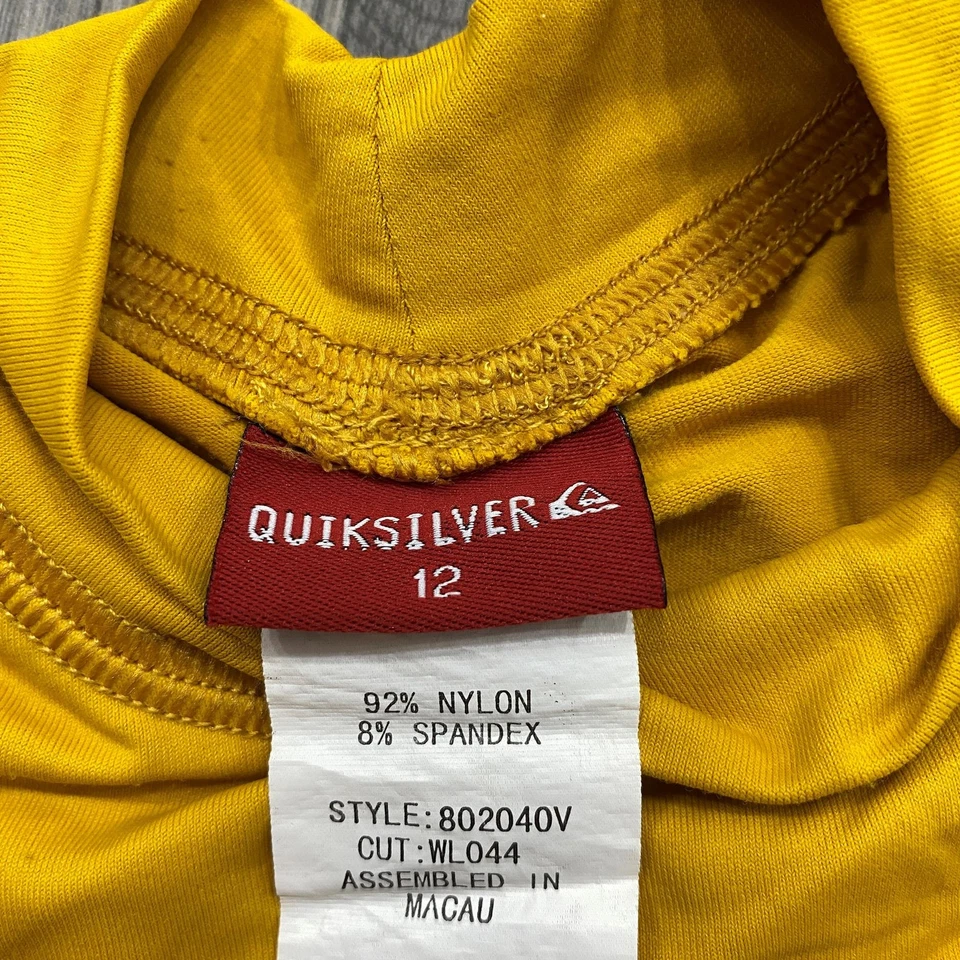 QUIKSILVER
12
92% NYLON
8% SPANDEX
STYLE:802040V
CUT:WL044
ASSEMBLED IN
MACAU